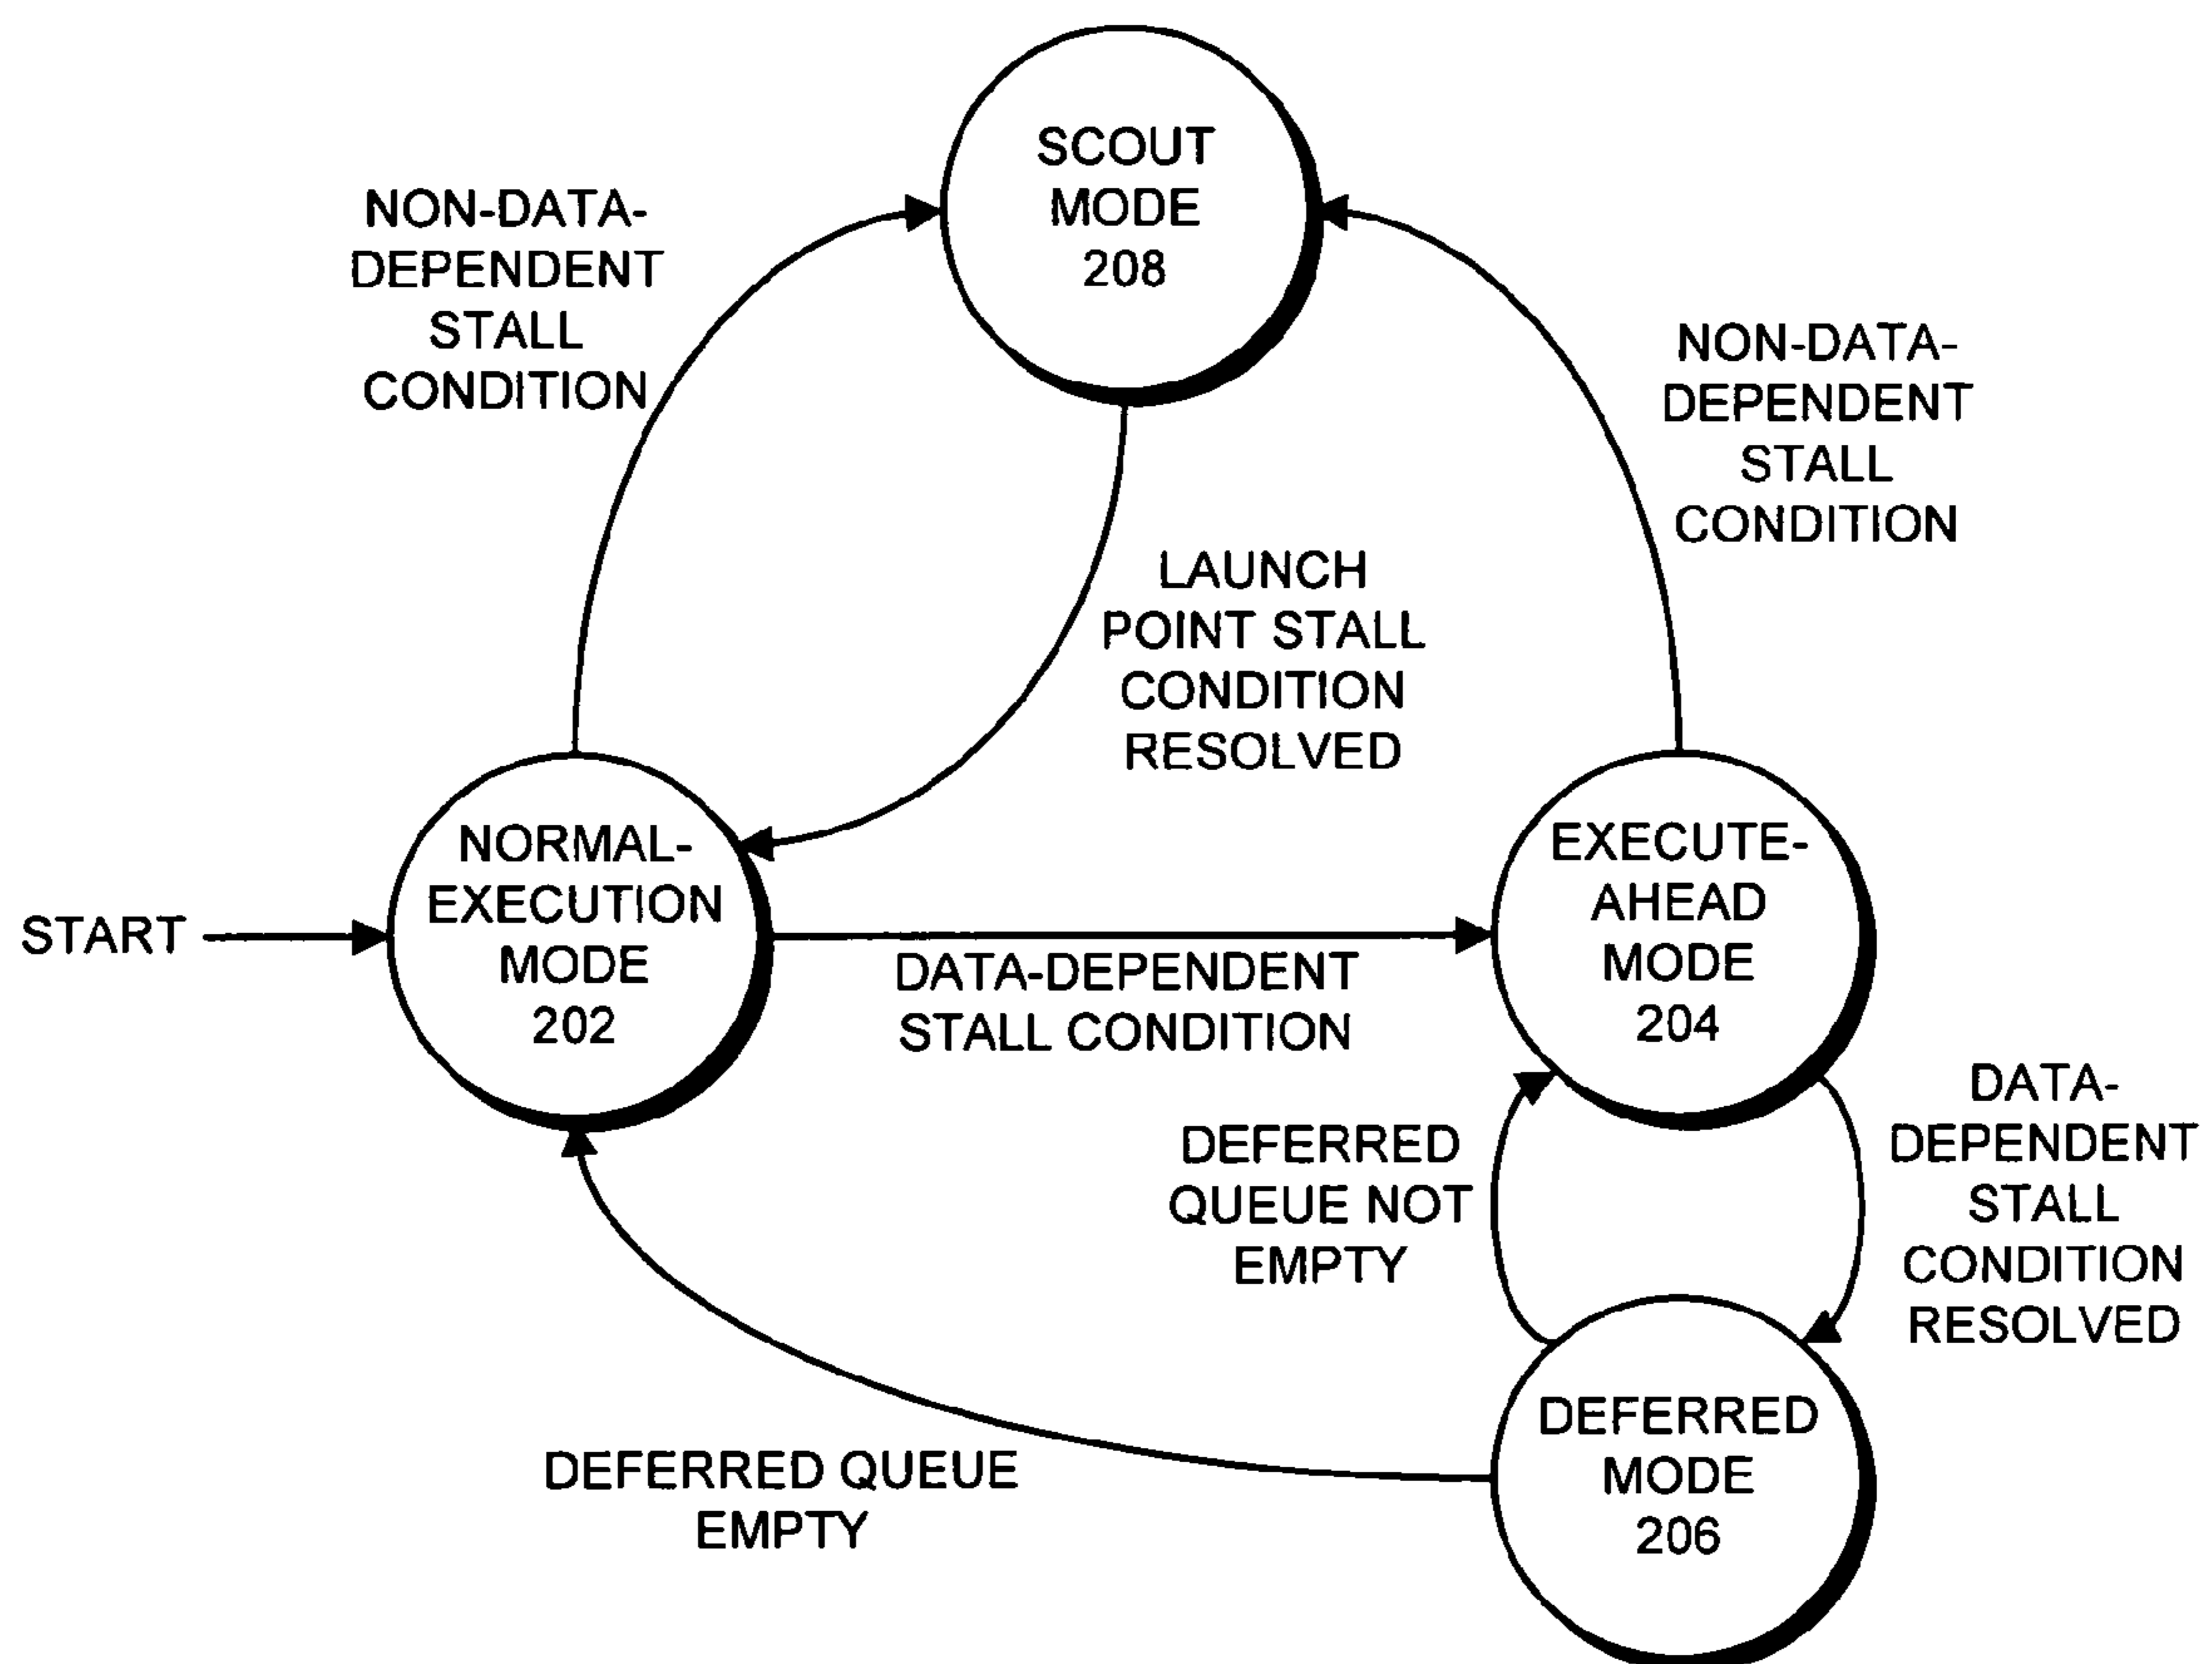 SCOUT
MODE
208
NON-DATA-
DEPENDENT
STALL
CONDITION
NON-DATA-
DEPENDENT
STALL
CONDITION
LAUNCH
POINT STALL
CONDITION
RESOLVED
START
NORMAL-
EXECUTION
MODE
202
DATA-DEPENDENT
STALL CONDITION
EXECUTE-
AHEAD
MODE
204
DEFERRED
QUEUE NOT
EMPTY
DATA-
DEPENDENT
STALL
CONDITION
RESOLVED
DEFERRED QUEUE
EMPTY
DEFERRED
MODE
206